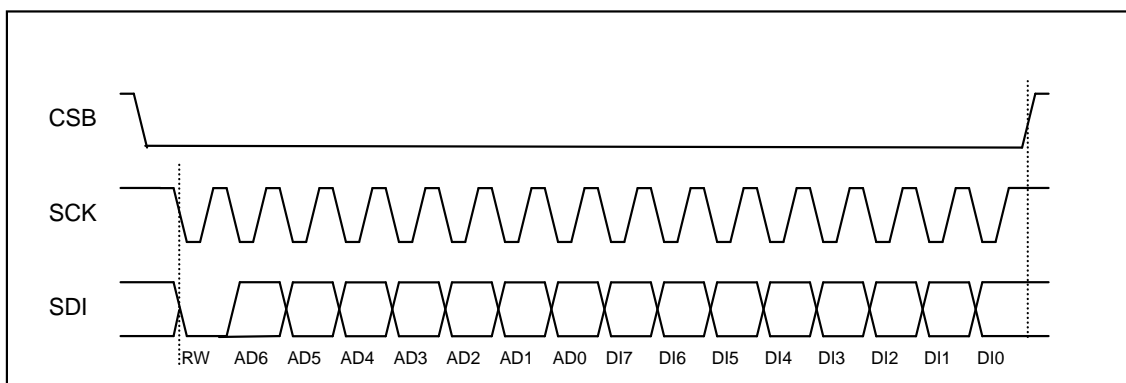 CSB
SCK
SDI
RW AD6 AD5 AD4 AD3 AD2 AD1 AD0 DI7 DI6 DI5 DI4 DI3 DI2 DI1 DI0